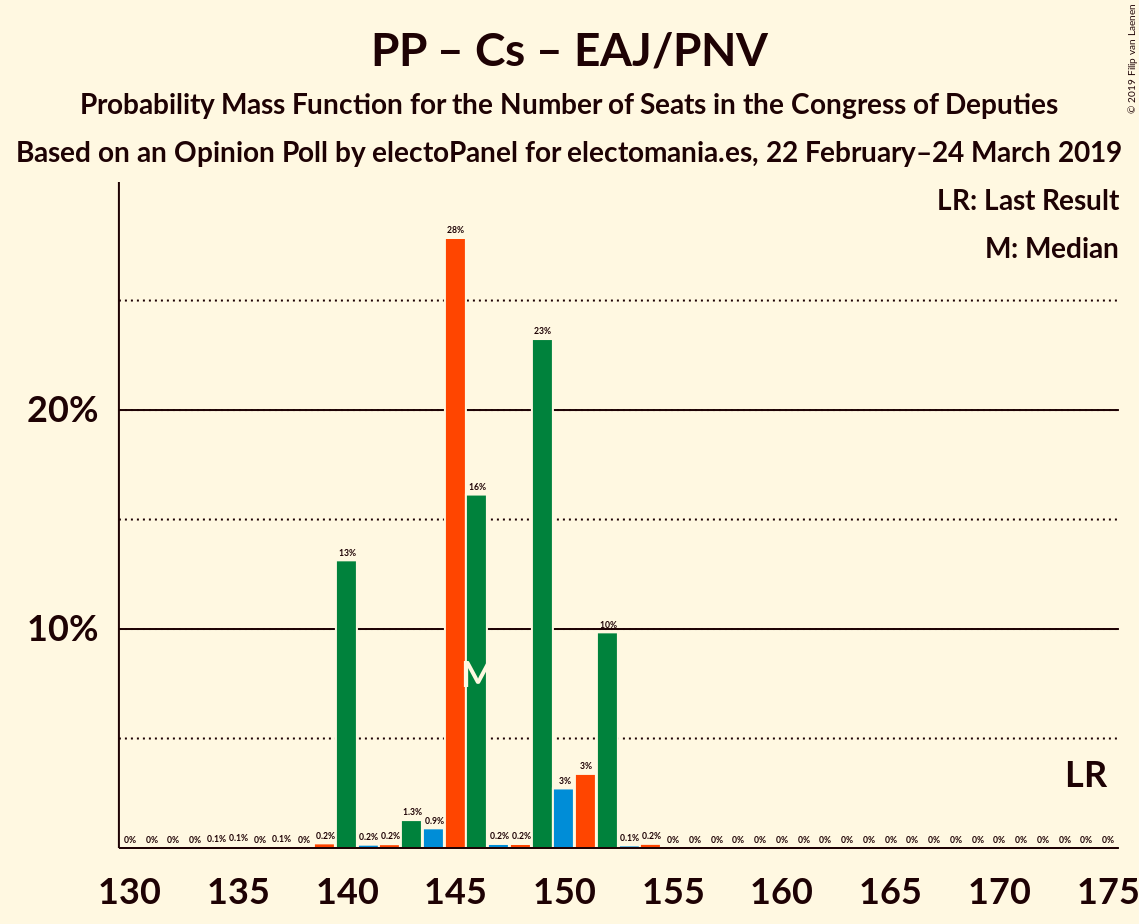 PP – Cs – EAJ/PNV
Probability Mass Function for the Number of Seats in the Congress of Deputies
Based on an Opinion Poll by electoPanel for electomania.es, 22 February–24 March 2019
© 2019 Filip van Laenen
LR: Last Result
M: Median
28%
23%
20%
16%
13%
10%
10%
M
LR
3%
3%
1.3%
0.9%
0% 0% 0% 0% 0.1% 0.1% 0% 0.1% 0% 0.2% 0.2% 0.2% 0.2% 0.2% 0.1% 0.2% 0% 0% 0% 0% 0% 0% 0% 0% 0% 0% 0% 0% 0% 0% 0% 0% 0% 0% 0% 0% 0%
130 135 140 145 150 155 160 165 170 175